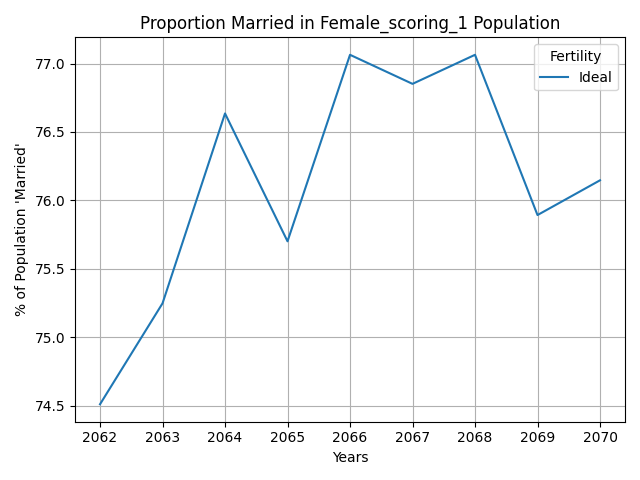 Proportion Married in Female_scoring_1 Population
Fertility
Ideal
% of Population 'Married'
77.0
76.5
76.0
75.5
75.0
74.5
2062 2063 2064 2065 2066 2067 2068 2069 2070
Years